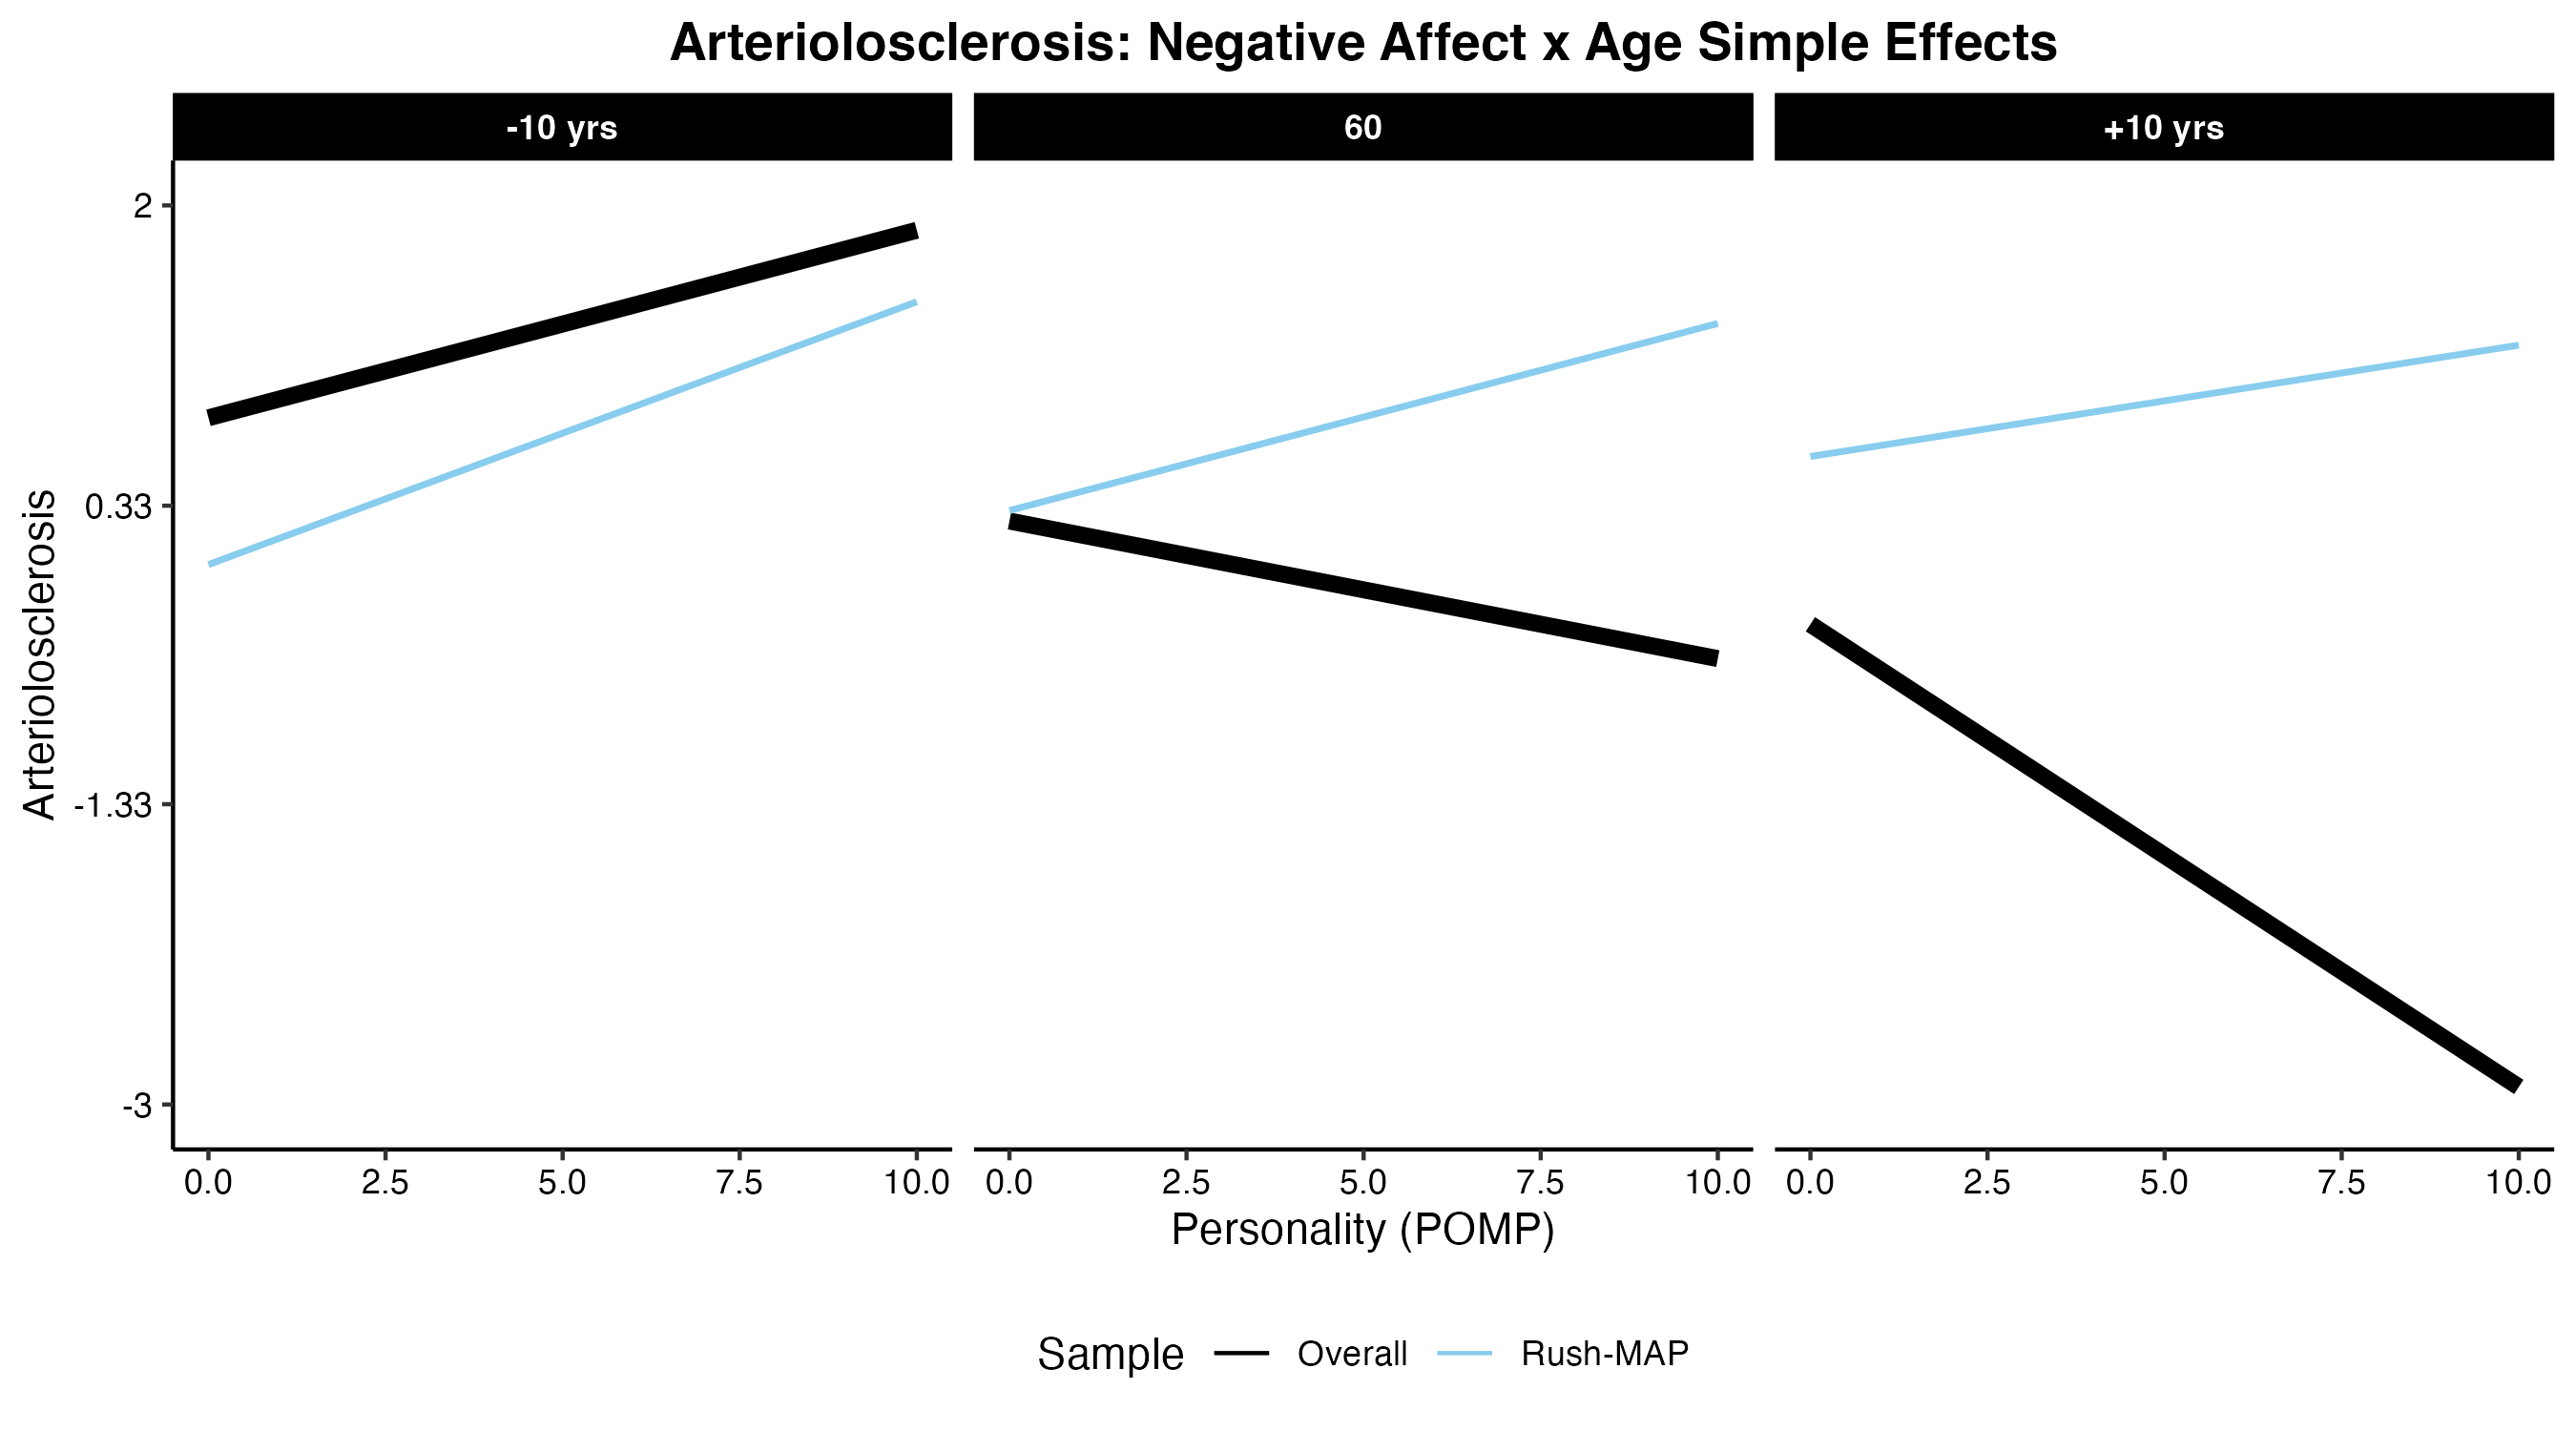 Arteriolosclerosis: Negative Affect x Age Simple Effects
-10 yrs
60
+10 yrs
Arteriolosclerosis
2
0.33
-1.33
-3
0.0 2.5 5.0 7.5 10.0
0.0 2.5 5.0 7.5 10.0
0.0 2.5 5.0 7.5 10.0
Personality (POMP)
Sample Overall Rush-MAP